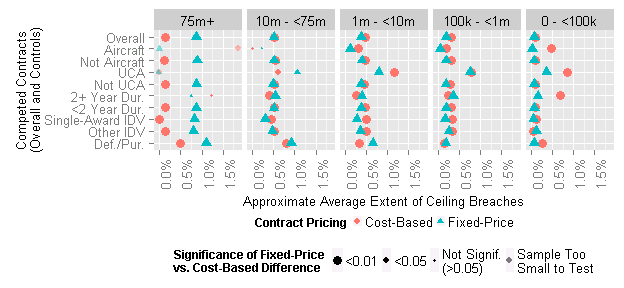 75m+ 10m - <75m 1m - <10m 100k - <1m 0 - <100k
Competed Contracts
(Overall and Controls)
Overall
Aircraft
Not Aircraft
UCA
Not UCA
2+ Year Dur.
<2 Year Dur.
Single-Award IDV
Other IDV
Def./Pur.
0.0% 0.5% 1.0% 1.5% 0.0% 0.5% 1.0% 1.5% 0.0% 0.5% 1.0% 1.5% 0.0% 0.5% 1.0% 1.5% 0.0% 0.5% 1.0% 1.5%
Approximate Average Extent of Ceiling Breaches
Contract Pricing Cost-Based Fixed-Price
Significance of Fixed-Price
vs. Cost-Based Difference
<0.01 <0.05 Not Signif.
(>0.05)
Sample Too
Small to Test